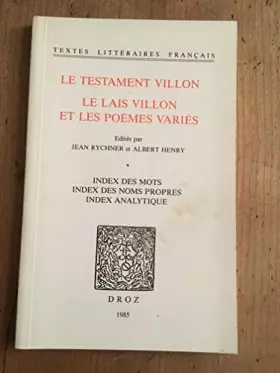 TEXTES LITTÉRAIRES FRANÇAIS
LE TESTAMENT VILLON
LE LAIS VILLON
ET LES POÈMES VARIÉS
Edités par
JEAN RYCHNER et ALBERT HENRY
*
INDEX DES MOTS
INDEX DES NOMS PROPRES
INDEX ANALYTIQUE
DROZ
1985